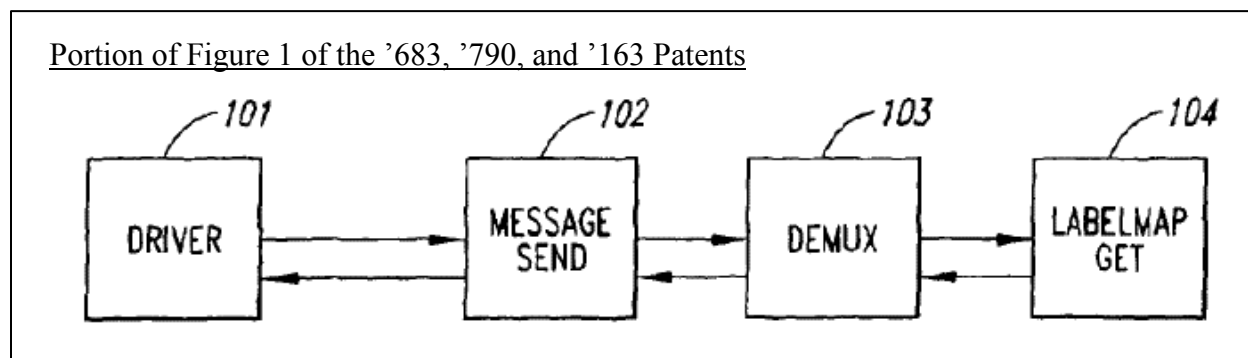 Portion of Figure 1 of the ’683, ’790, and ’163 Patents
101
102
103
104
DRIVER
MESSAGE
SEND
DEMUX
LABELMAP
GET